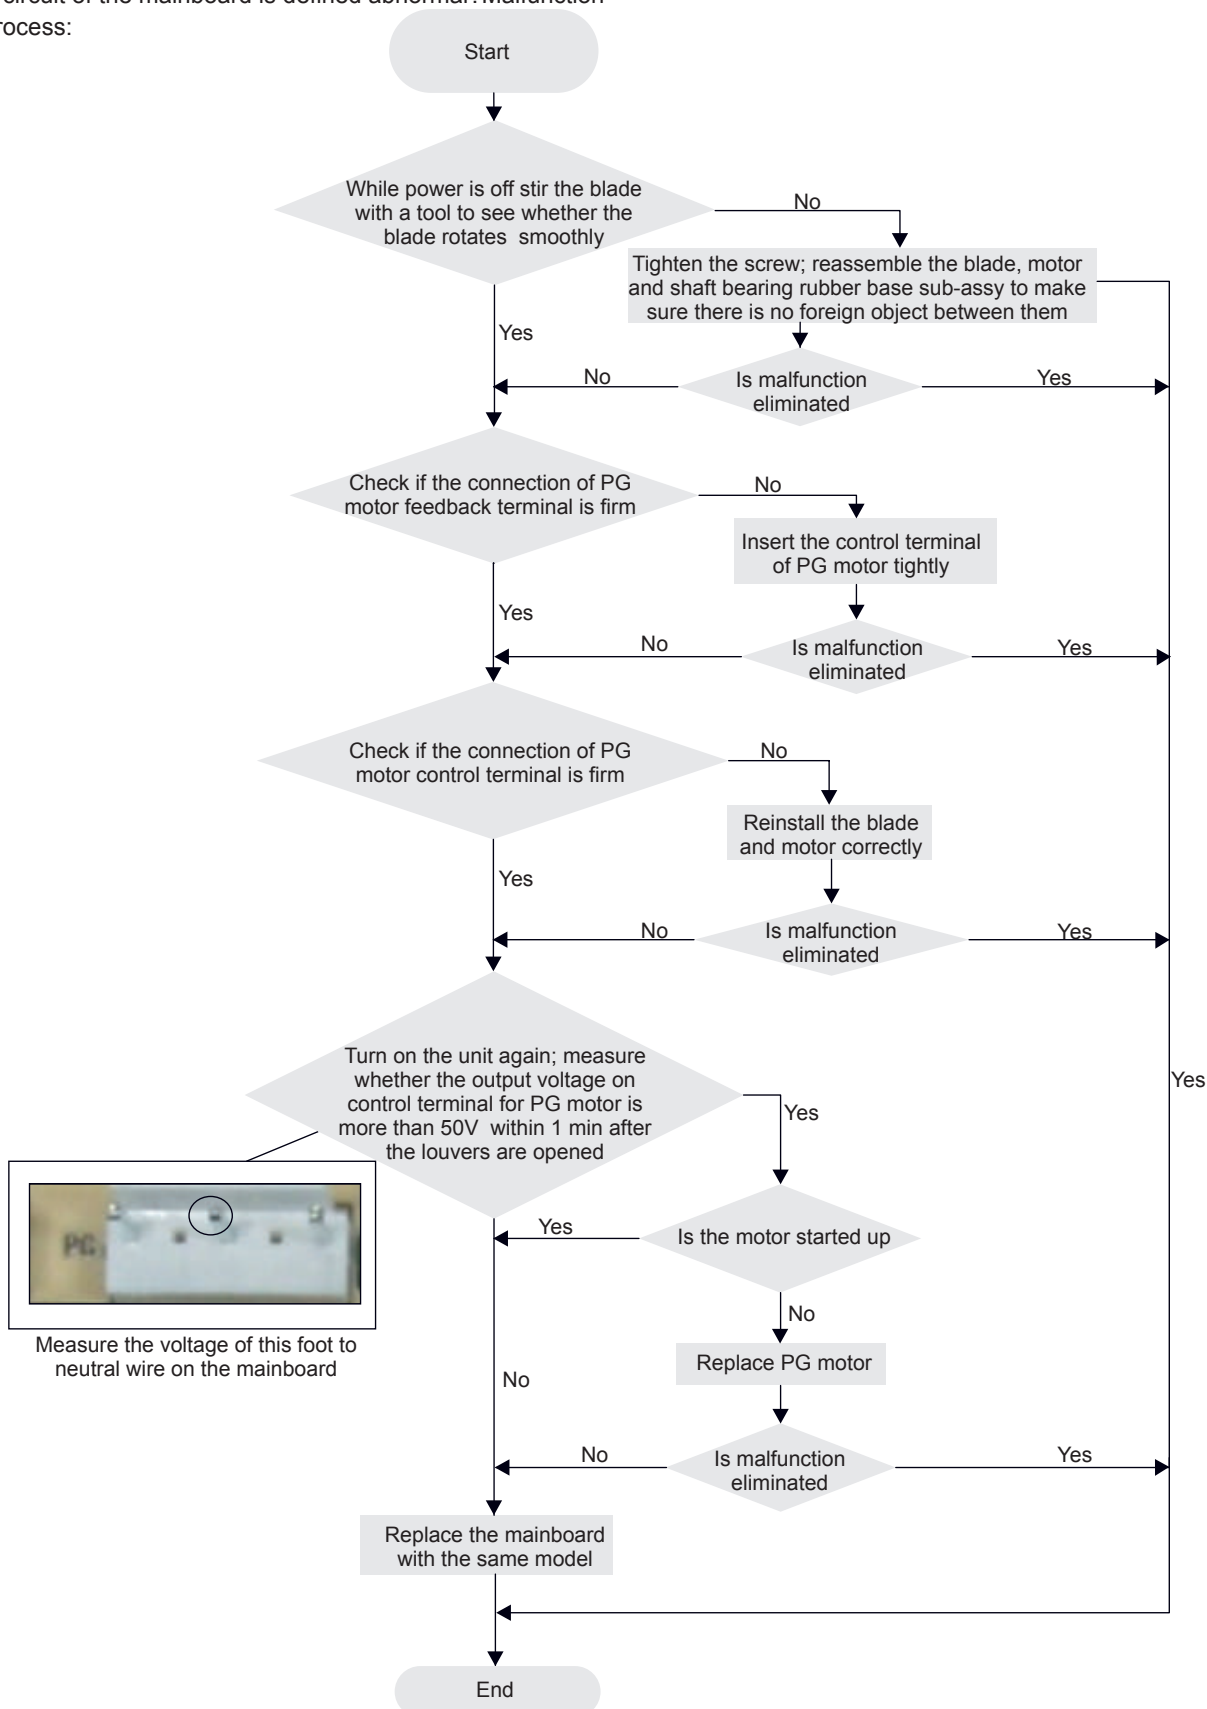 circuit of the mainboard is defined abnormal. Malfunction
rocess:
Start
While power is off stir the blade
with a tool to see whether the
blade rotates smoothly
No
Tighten the screw; reassemble the blade, motor
and shaft bearing rubber base sub-assy to make
sure there is no foreign object between them
Yes
No
Is malfunction
eliminated
Yes
Check if the connection of PG
motor feedback terminal is firm
No
Insert the control terminal
of PG motor tightly
Yes
No
Is malfunction
eliminated
Yes
Check if the connection of PG
motor control terminal is firm
No
Reinstall the blade
and motor correctly
Yes
No
Is malfunction
eliminated
Yes
Turn on the unit again; measure
whether the output voltage on
control terminal for PG motor is
more than 50V within 1 min after
the louvers are opened
Yes
Yes
PG
Measure the voltage of this foot to
neutral wire on the mainboard
Yes
Is the motor started up
No
Replace PG motor
No
No
Is malfunction
eliminated
Yes
Replace the mainboard
with the same model
End